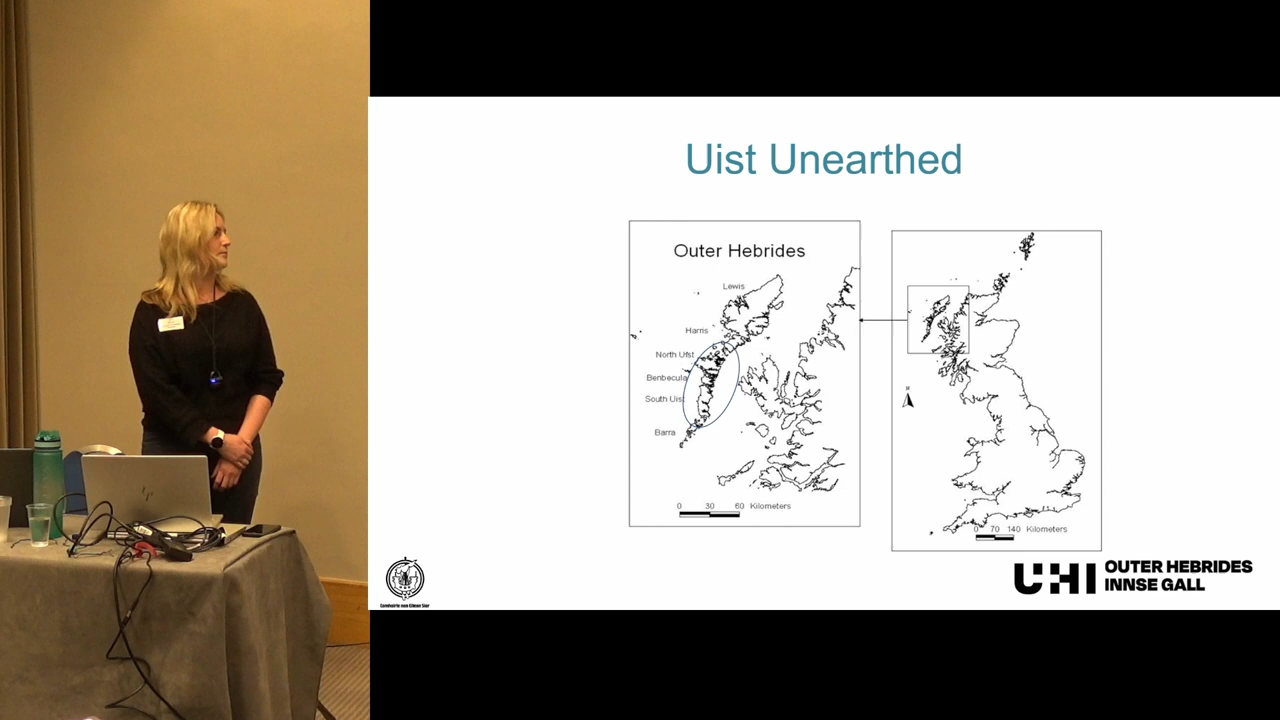 Uist Unearthed
Outer Hebrides
Lewis
Harris
North Uist
Benbecula
South Uist
Barra
0 30 60 Kilometers
N
0 70 140 Kilometers
Comhairle nan Eilean Siar
UHI OUTER HEBRIDES
INNSE GALL
hp